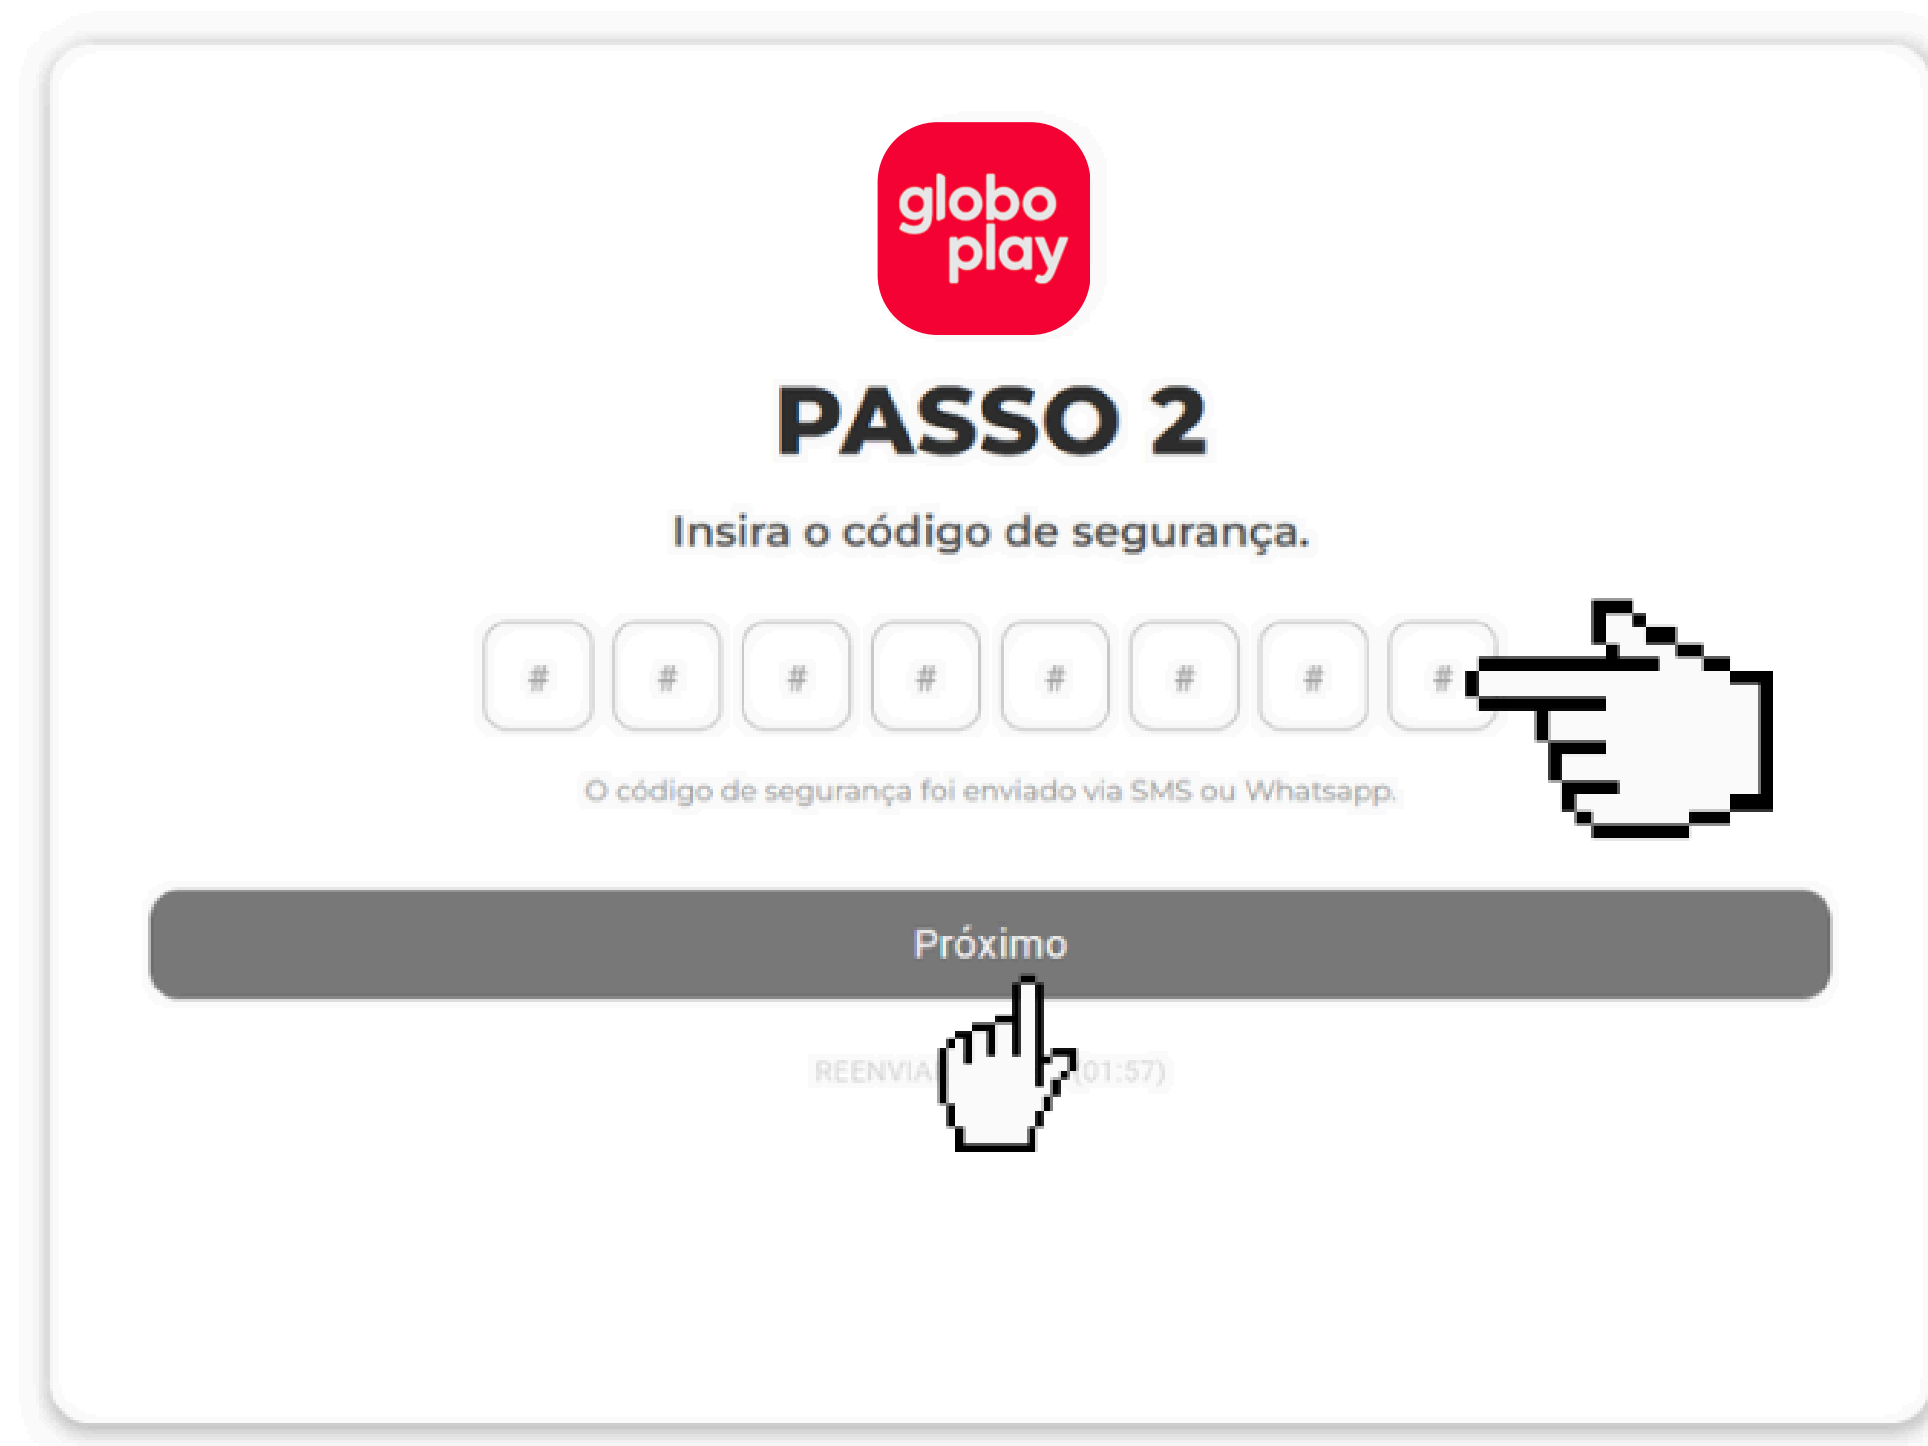 globo
play
PASSO 2
Insira o código de segurança.
# # # # # # # #
O código de segurança foi enviado via SMS ou Whatsapp.
Próximo
(01:57)